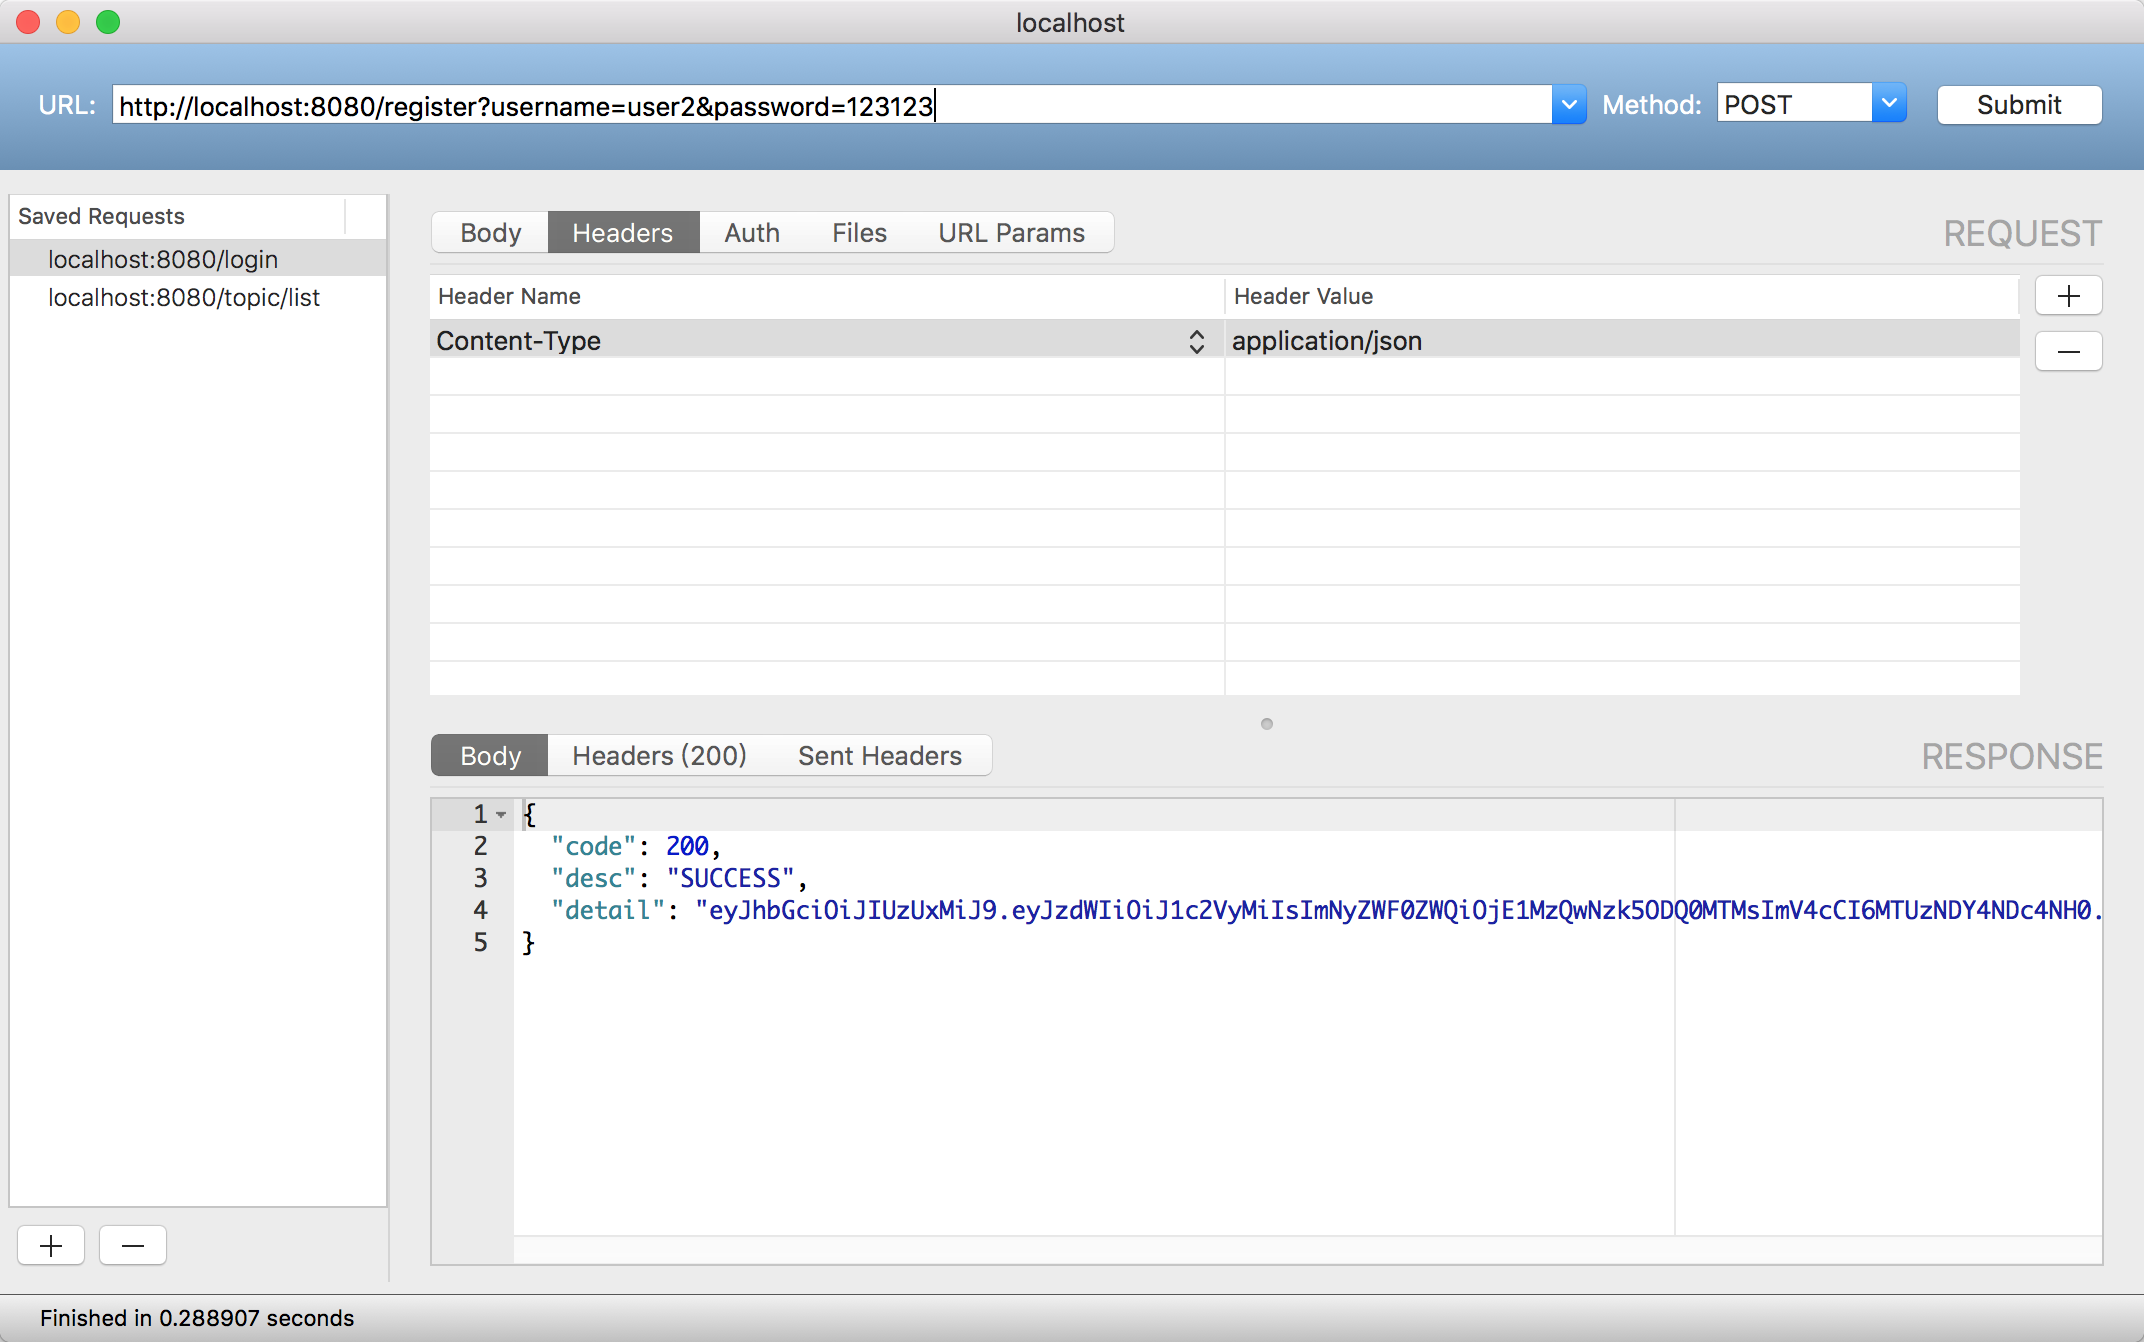 localhost
URL: http://localhost:8080/register?username=user2&password=123123 Method: POST Submit
Saved Requests
localhost:8080/login
localhost:8080/topic/list
Body Headers Auth Files URL Params REQUEST
Header Name Header Value
Content-Type application/json
Body Headers (200) Sent Headers RESPONSE
1 {
2 "code": 200,
3 "desc": "SUCCESS",
4 "detail": "eyJhbGciOiJIUzUxMiJ9.eyJzdWIiOiJ1c2VyMiIsImNyZWF0ZWQiOjE1MzQwNzk5ODQ0MTMsImV4cCI6MTUzNDY4NDc4NH0.
5 }
Finished in 0.288907 seconds